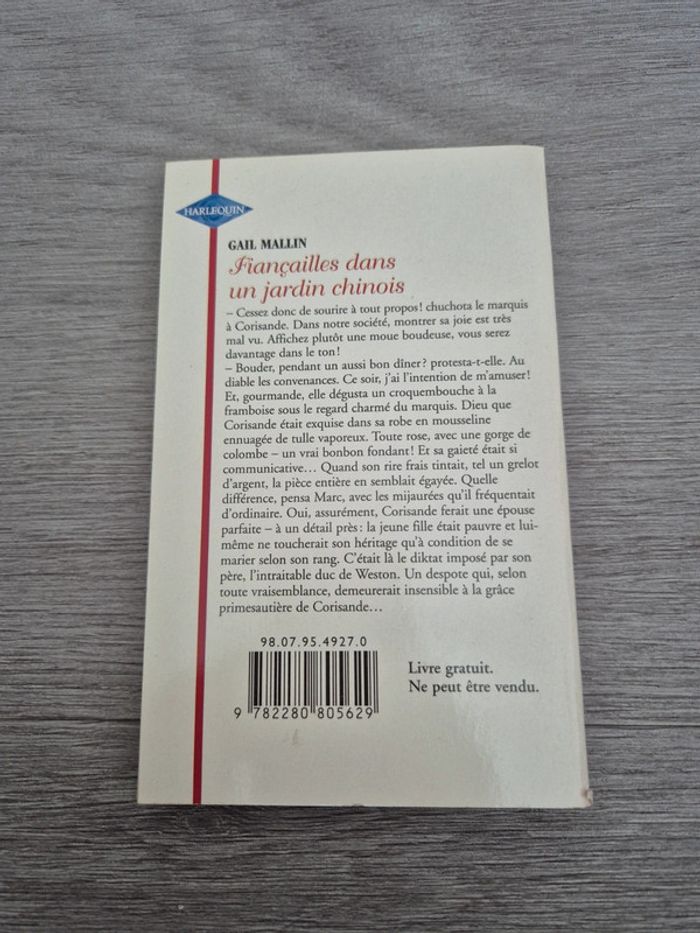 HARLEQUIN
GAIL MALLIN
Fiançailles dans
un jardin chinois
– Cessez donc de sourire à tout propos! chuchota le marquis
à Corisande. Dans notre société, montrer sa joie est très
mal vu. Affichez plutôt une moue boudeuse, vous serez
davantage dans le ton!
– Bouder, pendant un aussi bon dîner? protesta-t-elle. Au
diable les convenances. Ce soir, j'ai l'intention de m'amuser!
Et, gourmande, elle dégusta un croquembouche à la
framboise sous le regard charmé du marquis. Dieu que
Corisande était exquise dans sa robe en mousseline
ennuagée de tulle vaporeux. Toute rose, avec une gorge de
colombe – un vrai bonbon fondant! Et sa gaieté était si
communicative... Quand son rire frais tintait, tel un grelot
d'argent, la pièce entière en semblait égayée. Quelle
différence, pensa Marc, avec les mijaurées qu'il fréquentait
d'ordinaire. Oui, assurément, Corisande ferait une épouse
parfaite – à un détail près: la jeune fille était pauvre et lui-
même ne toucherait son héritage qu'à condition de se
marier selon son rang. C'était là le diktat imposé par son
père, l'intraitable duc de Weston. Un despote qui, selon
toute vraisemblance, demeurerait insensible à la grâce
primesautière de Corisande...
98.07.95.4927.0
Livre gratuit.
Ne peut être vendu.
9 782280 805629